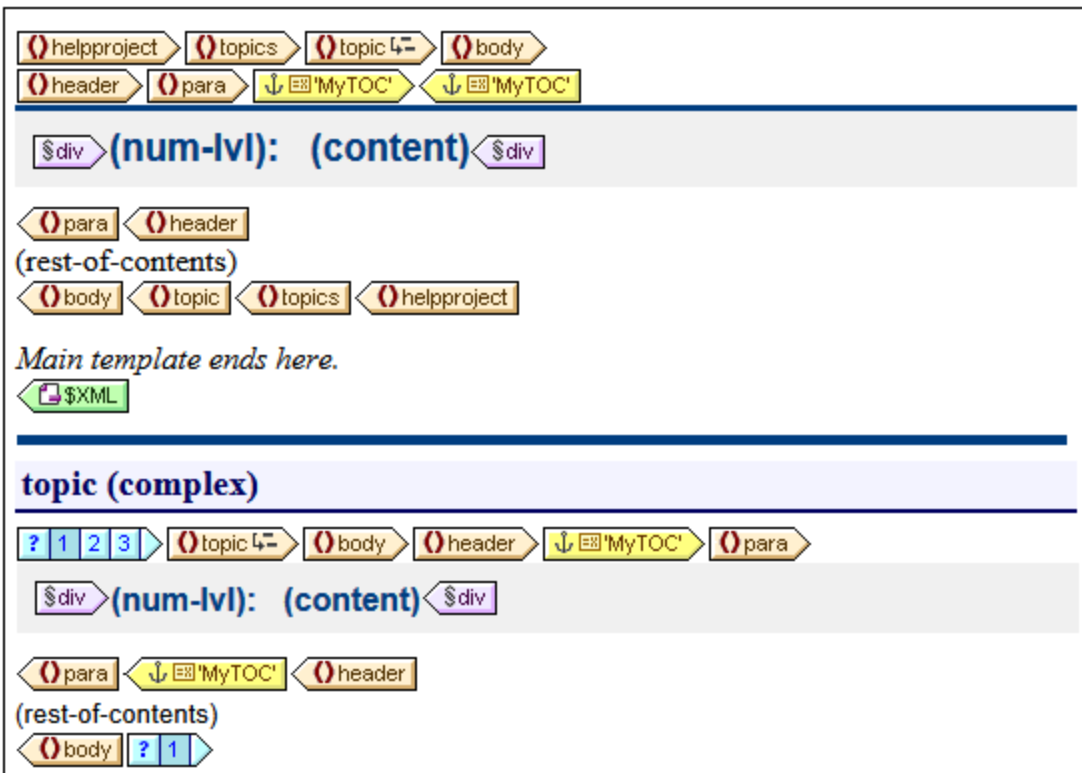 () helpproject () topics () topic () body
() header () para 'MyTOC' 'MyTOC'
§ div (num-lvl): (content) § div
() para () header
(rest-of-contents)
() body () topic () topics () helpproject
Main template ends here.
$XML
topic (complex)
? 1 2 3 () topic () body () header 'MyTOC' () para
§ div (num-lvl): (content) § div
() para 'MyTOC' () header
(rest-of-contents)
() body ? 1